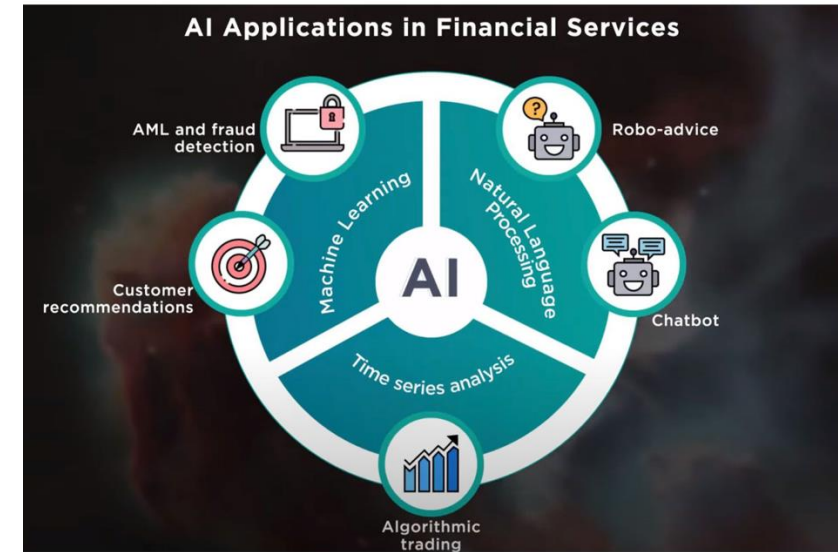 AI Applications in Financial Services
AML and fraud
detection
?
Robo-advice
Machine Learning
Natural Language
Processing
AI
Customer
recommendations
Chatbot
Time series analysis
Algorithmic
trading